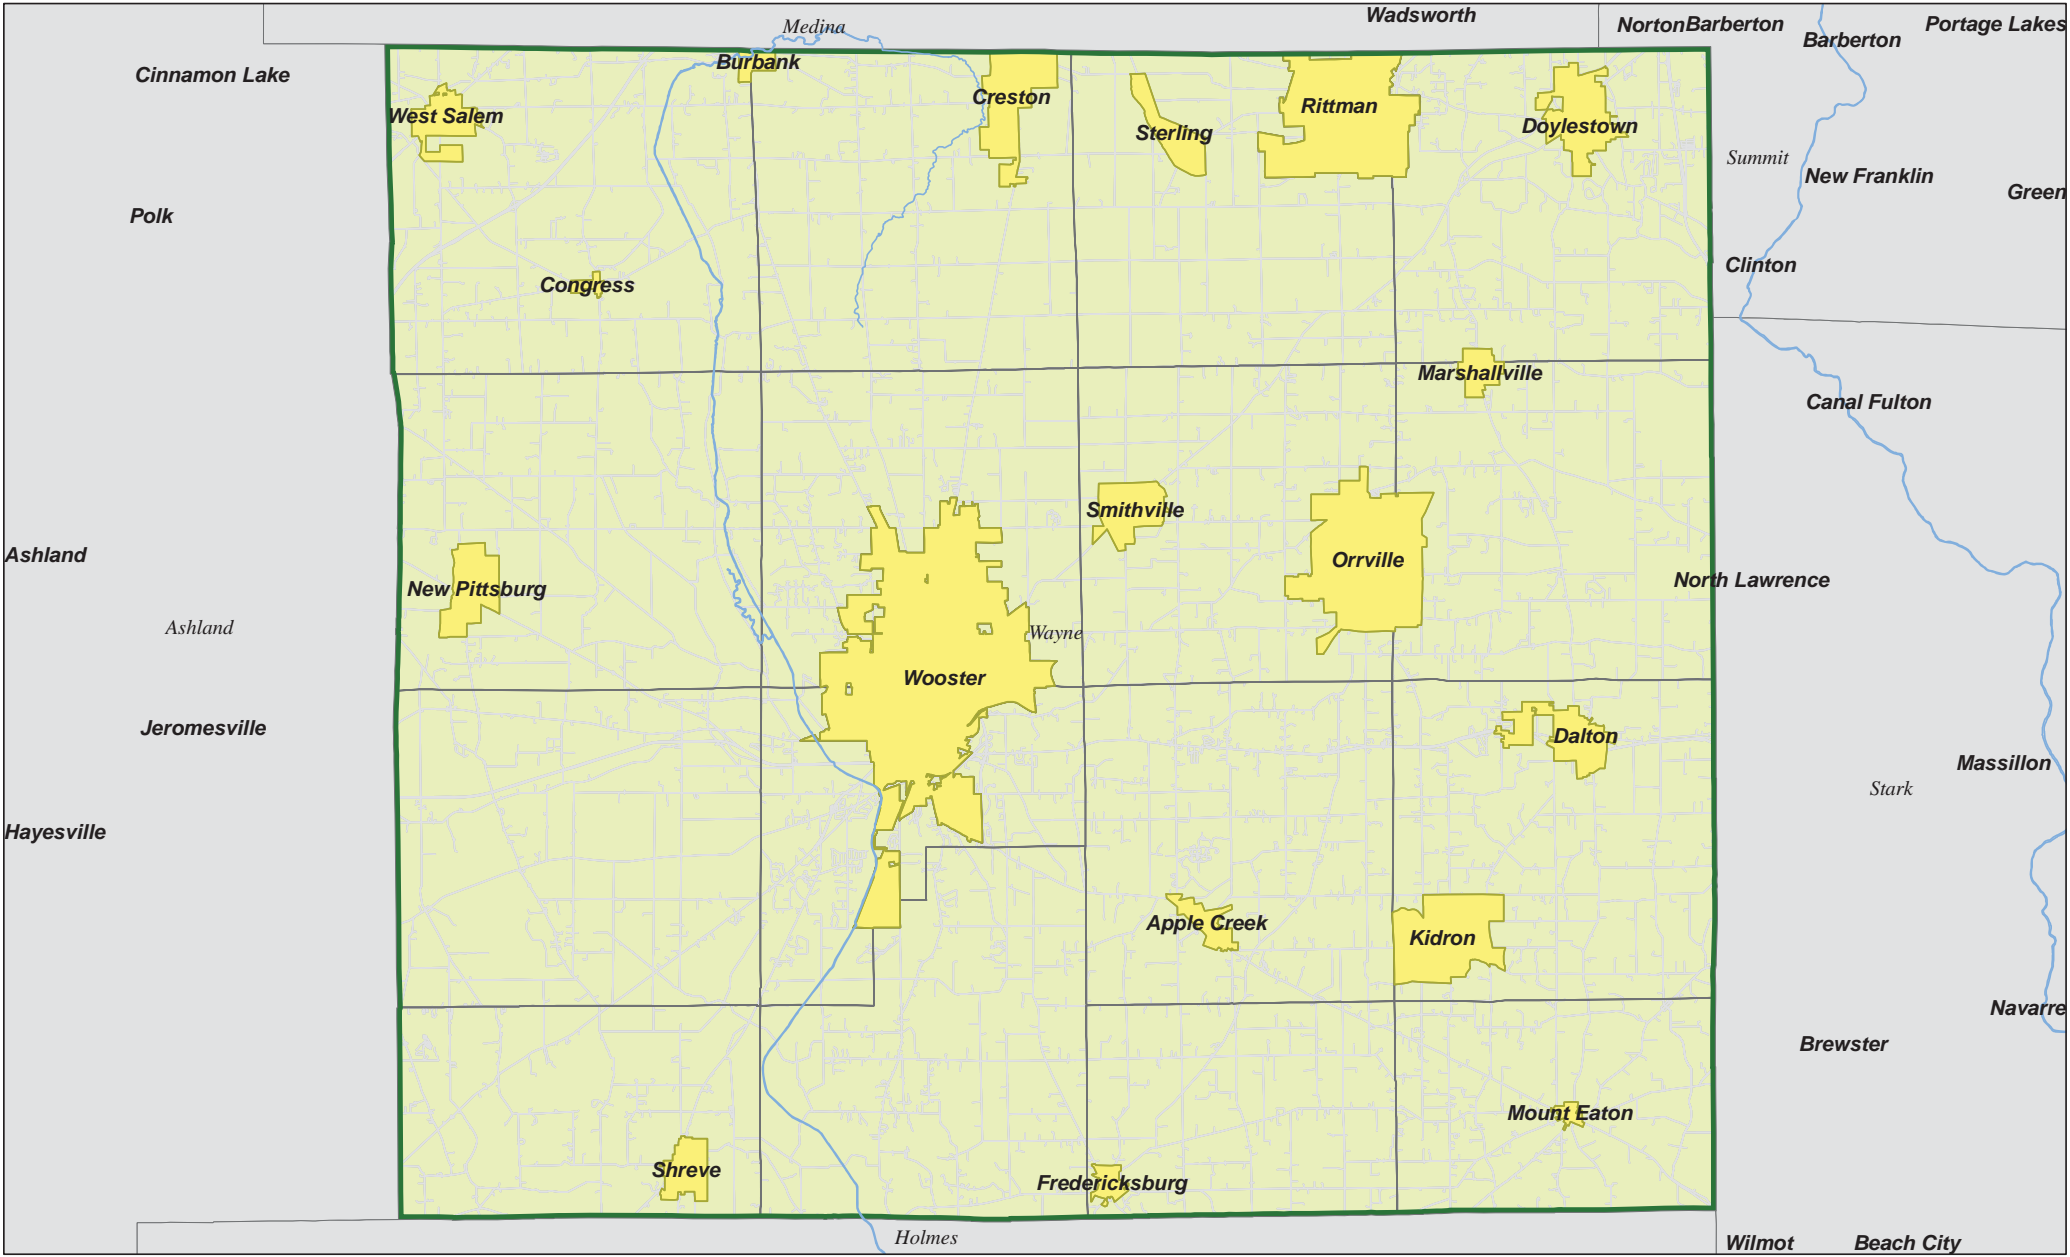 Medina
Wadsworth
Norton
Barberton
Barberton
Portage Lakes
Cinnamon Lake
Burbank
West Salem
Creston
Sterling
Rittman
Doylestown
Summit
New Franklin
Green
Polk
Clinton
Congress
Marshallville
Canal Fulton
Smithville
Ashland
Orrville
North Lawrence
New Pittsburg
Ashland
Wayne
Wooster
Jeromesville
Dalton
Massillon
Stark
Hayesville
Apple Creek
Kidron
Navarre
Brewster
Mount Eaton
Shreve
Fredericksburg
Holmes
Wilmot
Beach City